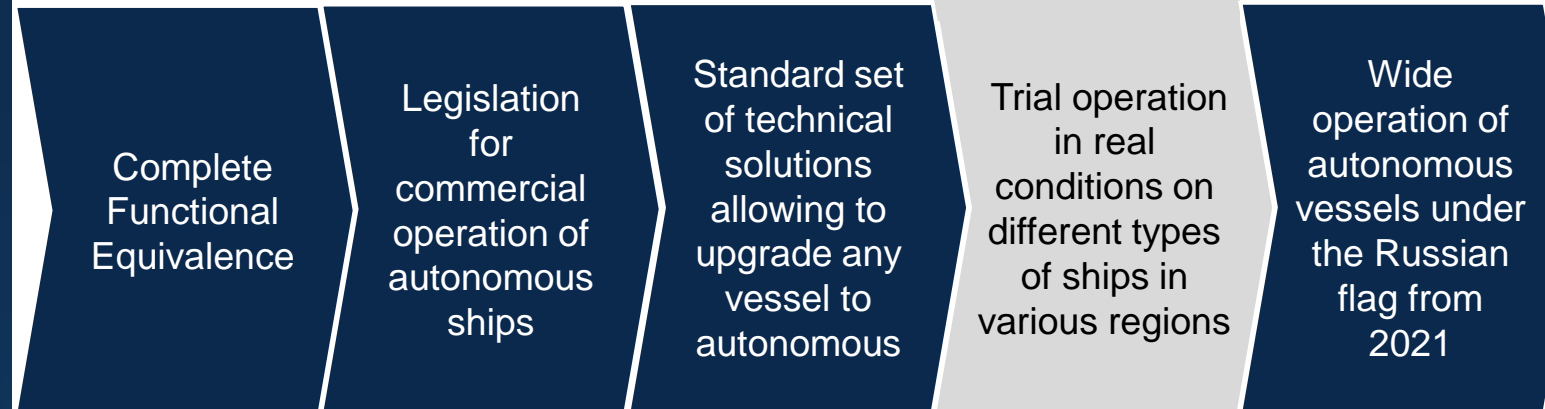 Complete
Functional
Equivalence
Legislation
for
commercial
operation of
autonomous
ships
Standard set
of technical
solutions
allowing to
upgrade any
vessel to
autonomous
Trial operation
in real
conditions on
different types
of ships in
various regions
Wide
operation of
autonomous
vessels under
the Russian
flag from
2021